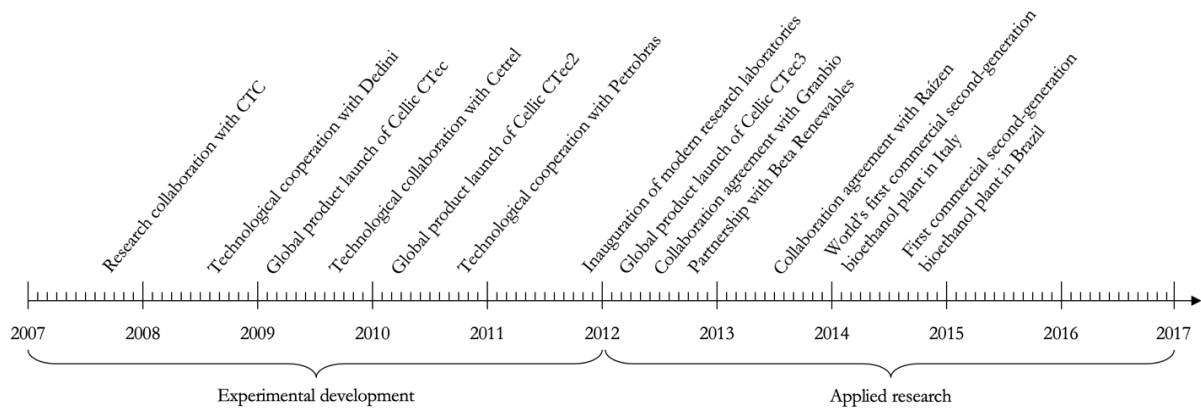 Research collaboration with CTC
Technological cooperation with Dedini
Global product launch of Cellic CTec
Technological collaboration with Cetrel
Global product launch of Cellic CTec2
Technological cooperation with Petrobras
Inauguration of modern research laboratories
Global product launch of Cellic CTec3
Collaboration agreement with Granbio
Partnership with Beta Renewables
Collaboration agreement with Raízen
World's first commercial second-generation
bioethanol plant in Italy
First commercial second-generation
bioethanol plant in Brazil
2007 2008 2009 2010 2011 2012 2013 2014 2015 2016 2017
Experimental development Applied research